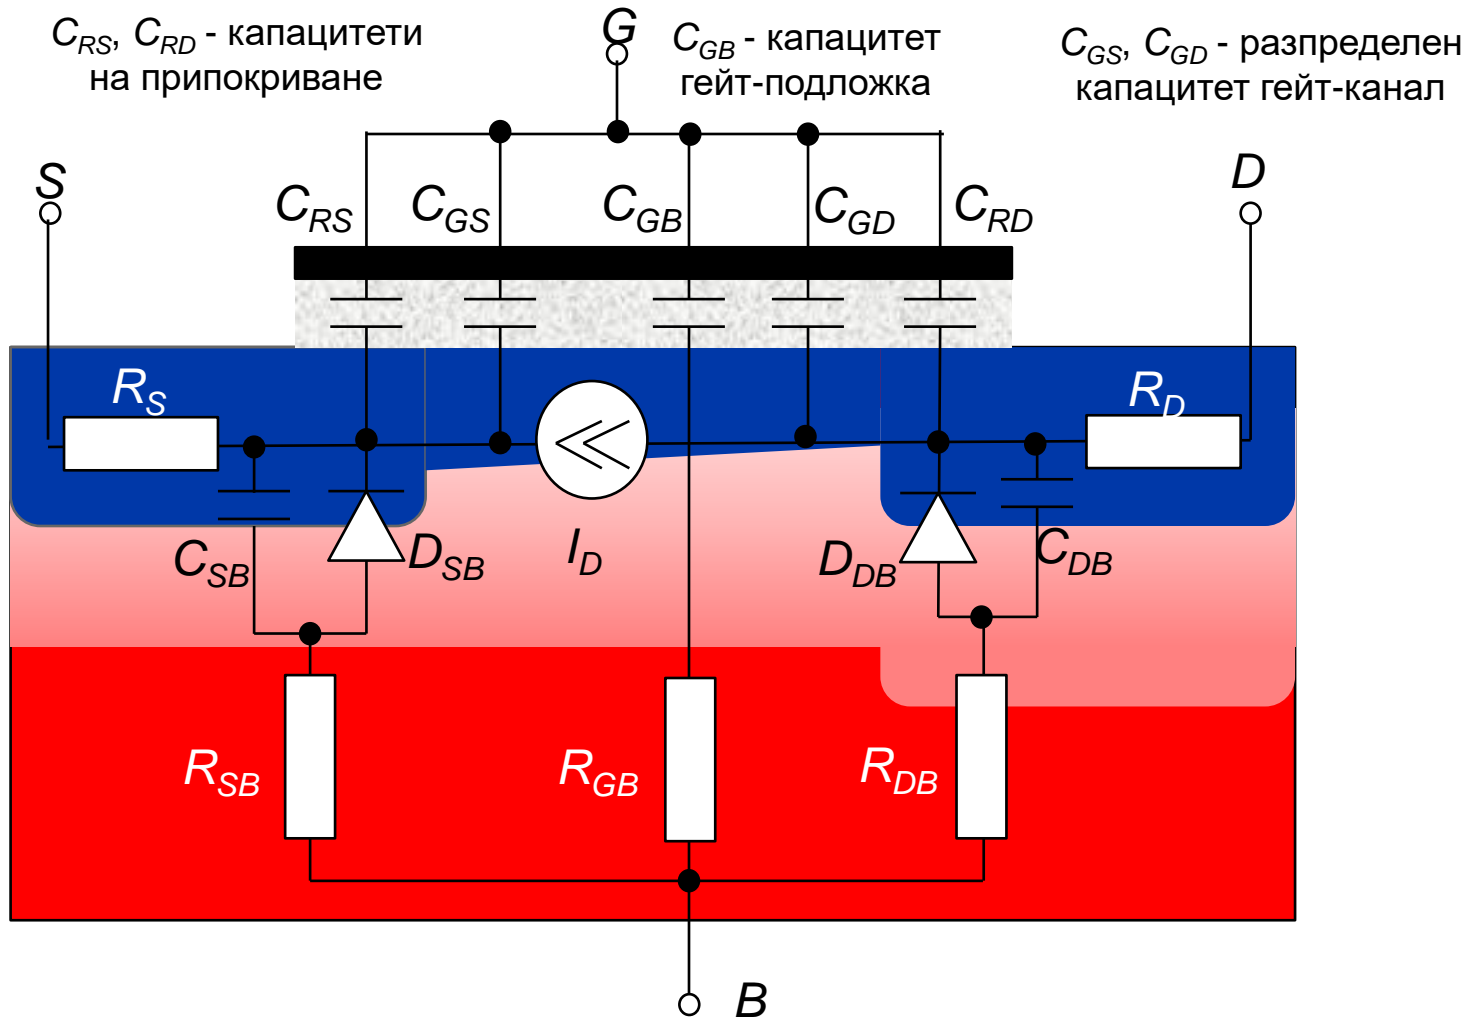 C_RS, C_RD - капацитети
на припокриване
G
C_GB - капацитет
гейт-подложка
C_GS, C_GD - разпределен
капацитет гейт-канал
S
D
C_RS C_GS C_GB C_GD C_RD
R_S
R_D
C_SB D_SB I_D D_DB C_DB
R_SB R_GB R_DB
B